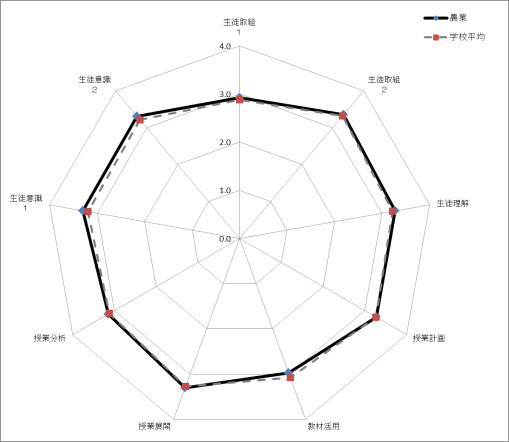 生徒取組
1
農業
学校平均
4.0
生徒意識
2
生徒取組
2
3.0
2.0
1.0
生徒意識
1
生徒理解
0.0
授業分析
授業計画
授業展開
教材活用